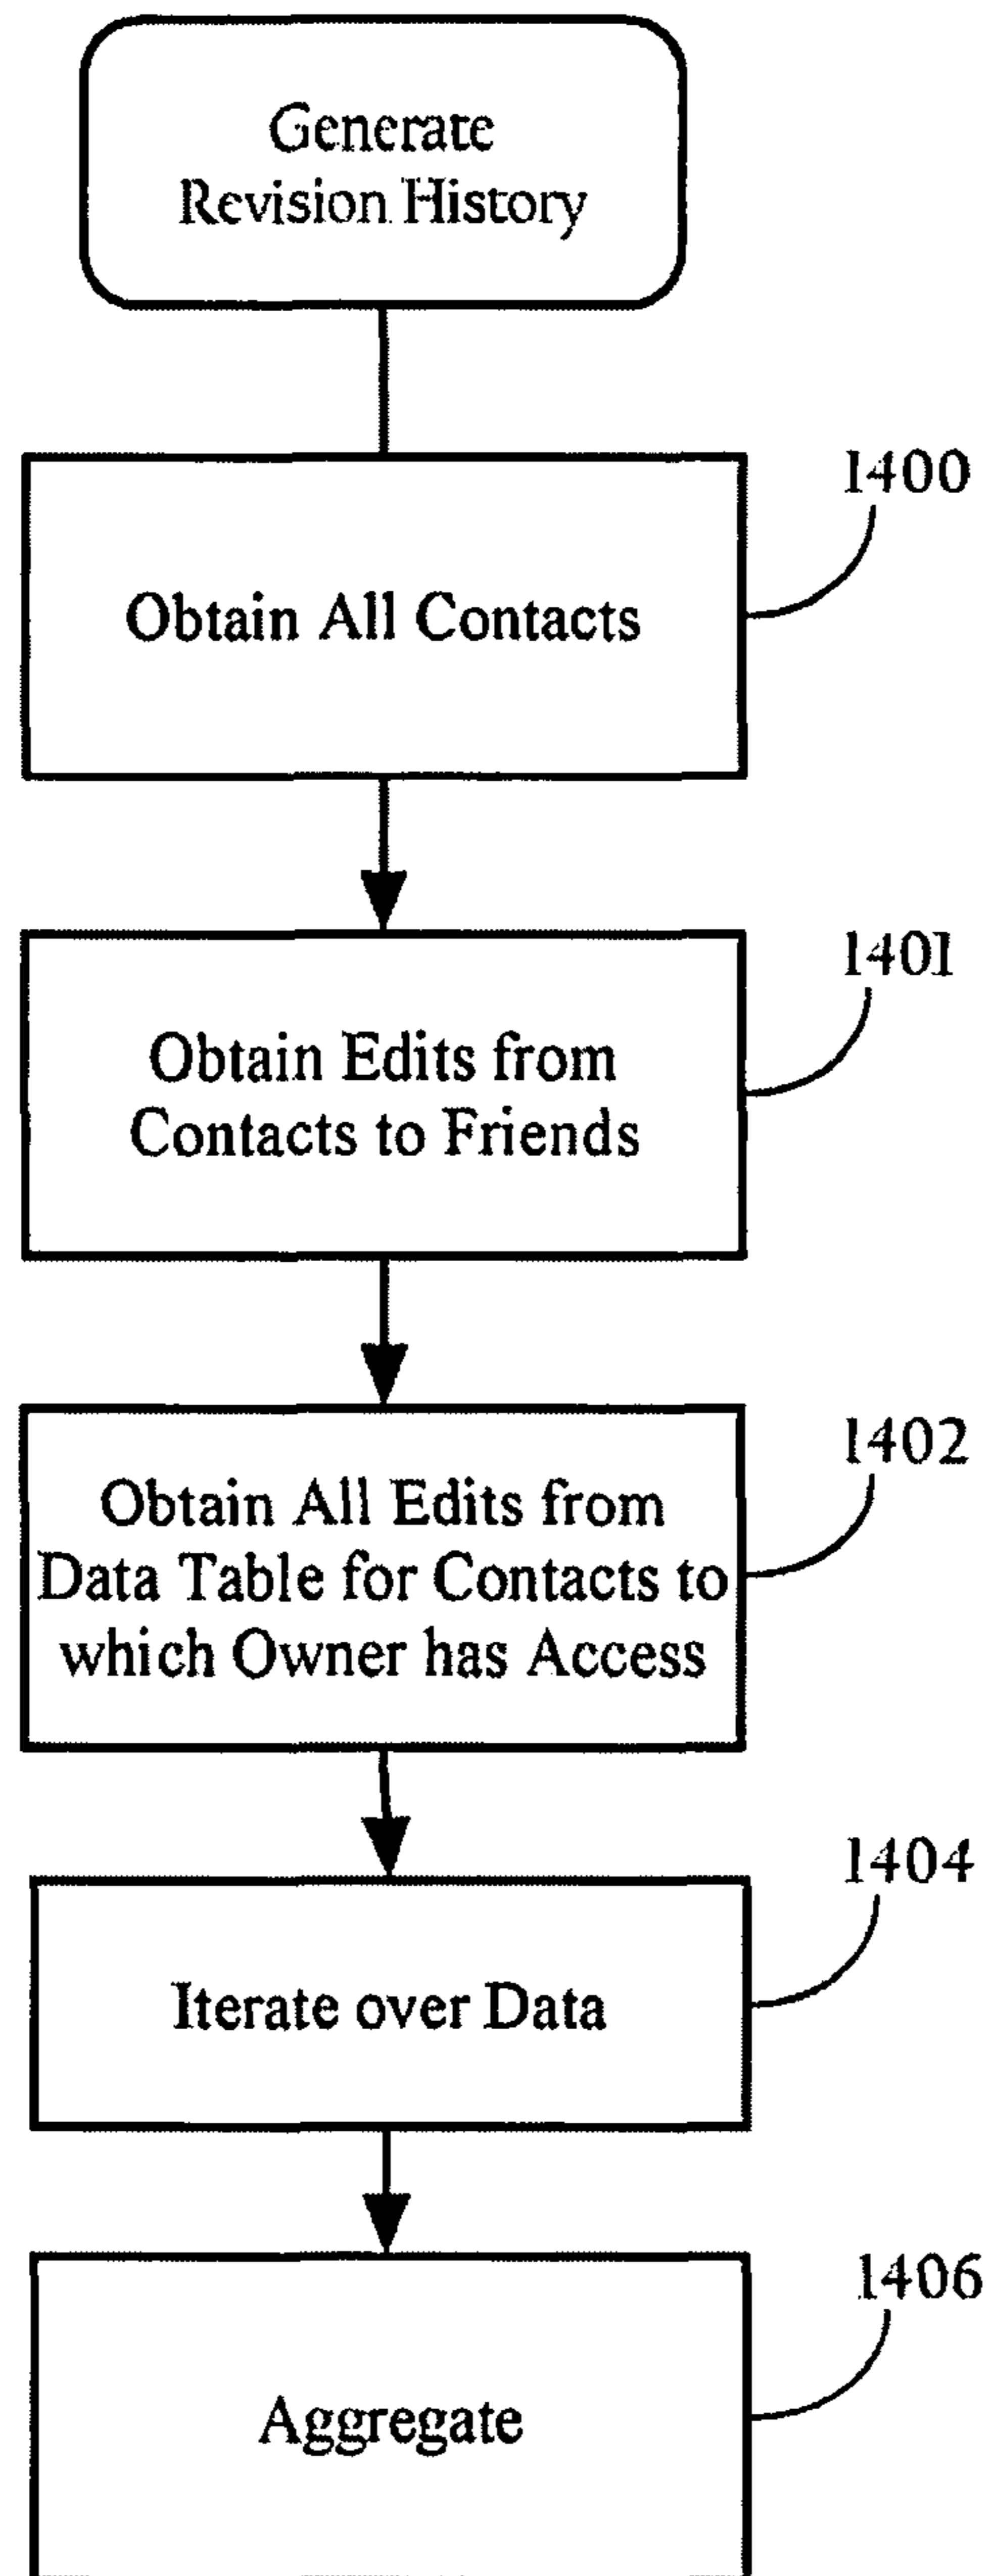 Generate
Revision History
1400
Obtain All Contacts
1401
Obtain Edits from
Contacts to Friends
1402
Obtain All Edits from
Data Table for Contacts to
which Owner has Access
1404
Iterate over Data
1406
Aggregate